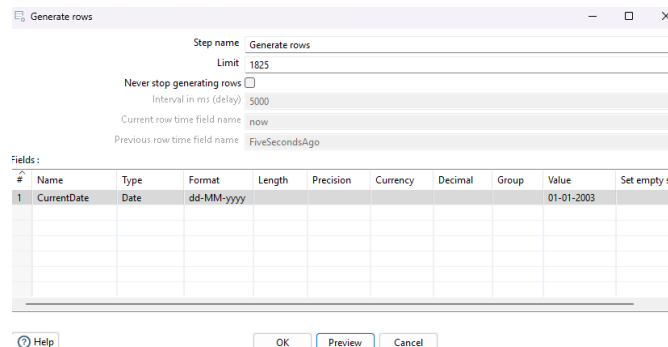 Generate rows
Step name Generate rows
Limit 1825
Never stop generating rows
Interval in ms (delay) 5000
Current row time field name now
Previous row time field name FiveSecondsAgo
Fields :
# Name Type Format Length Precision Currency Decimal Group Value Set empty s
1 CurrentDate Date dd-MM-yyyy 01-01-2003
Help OK Preview Cancel